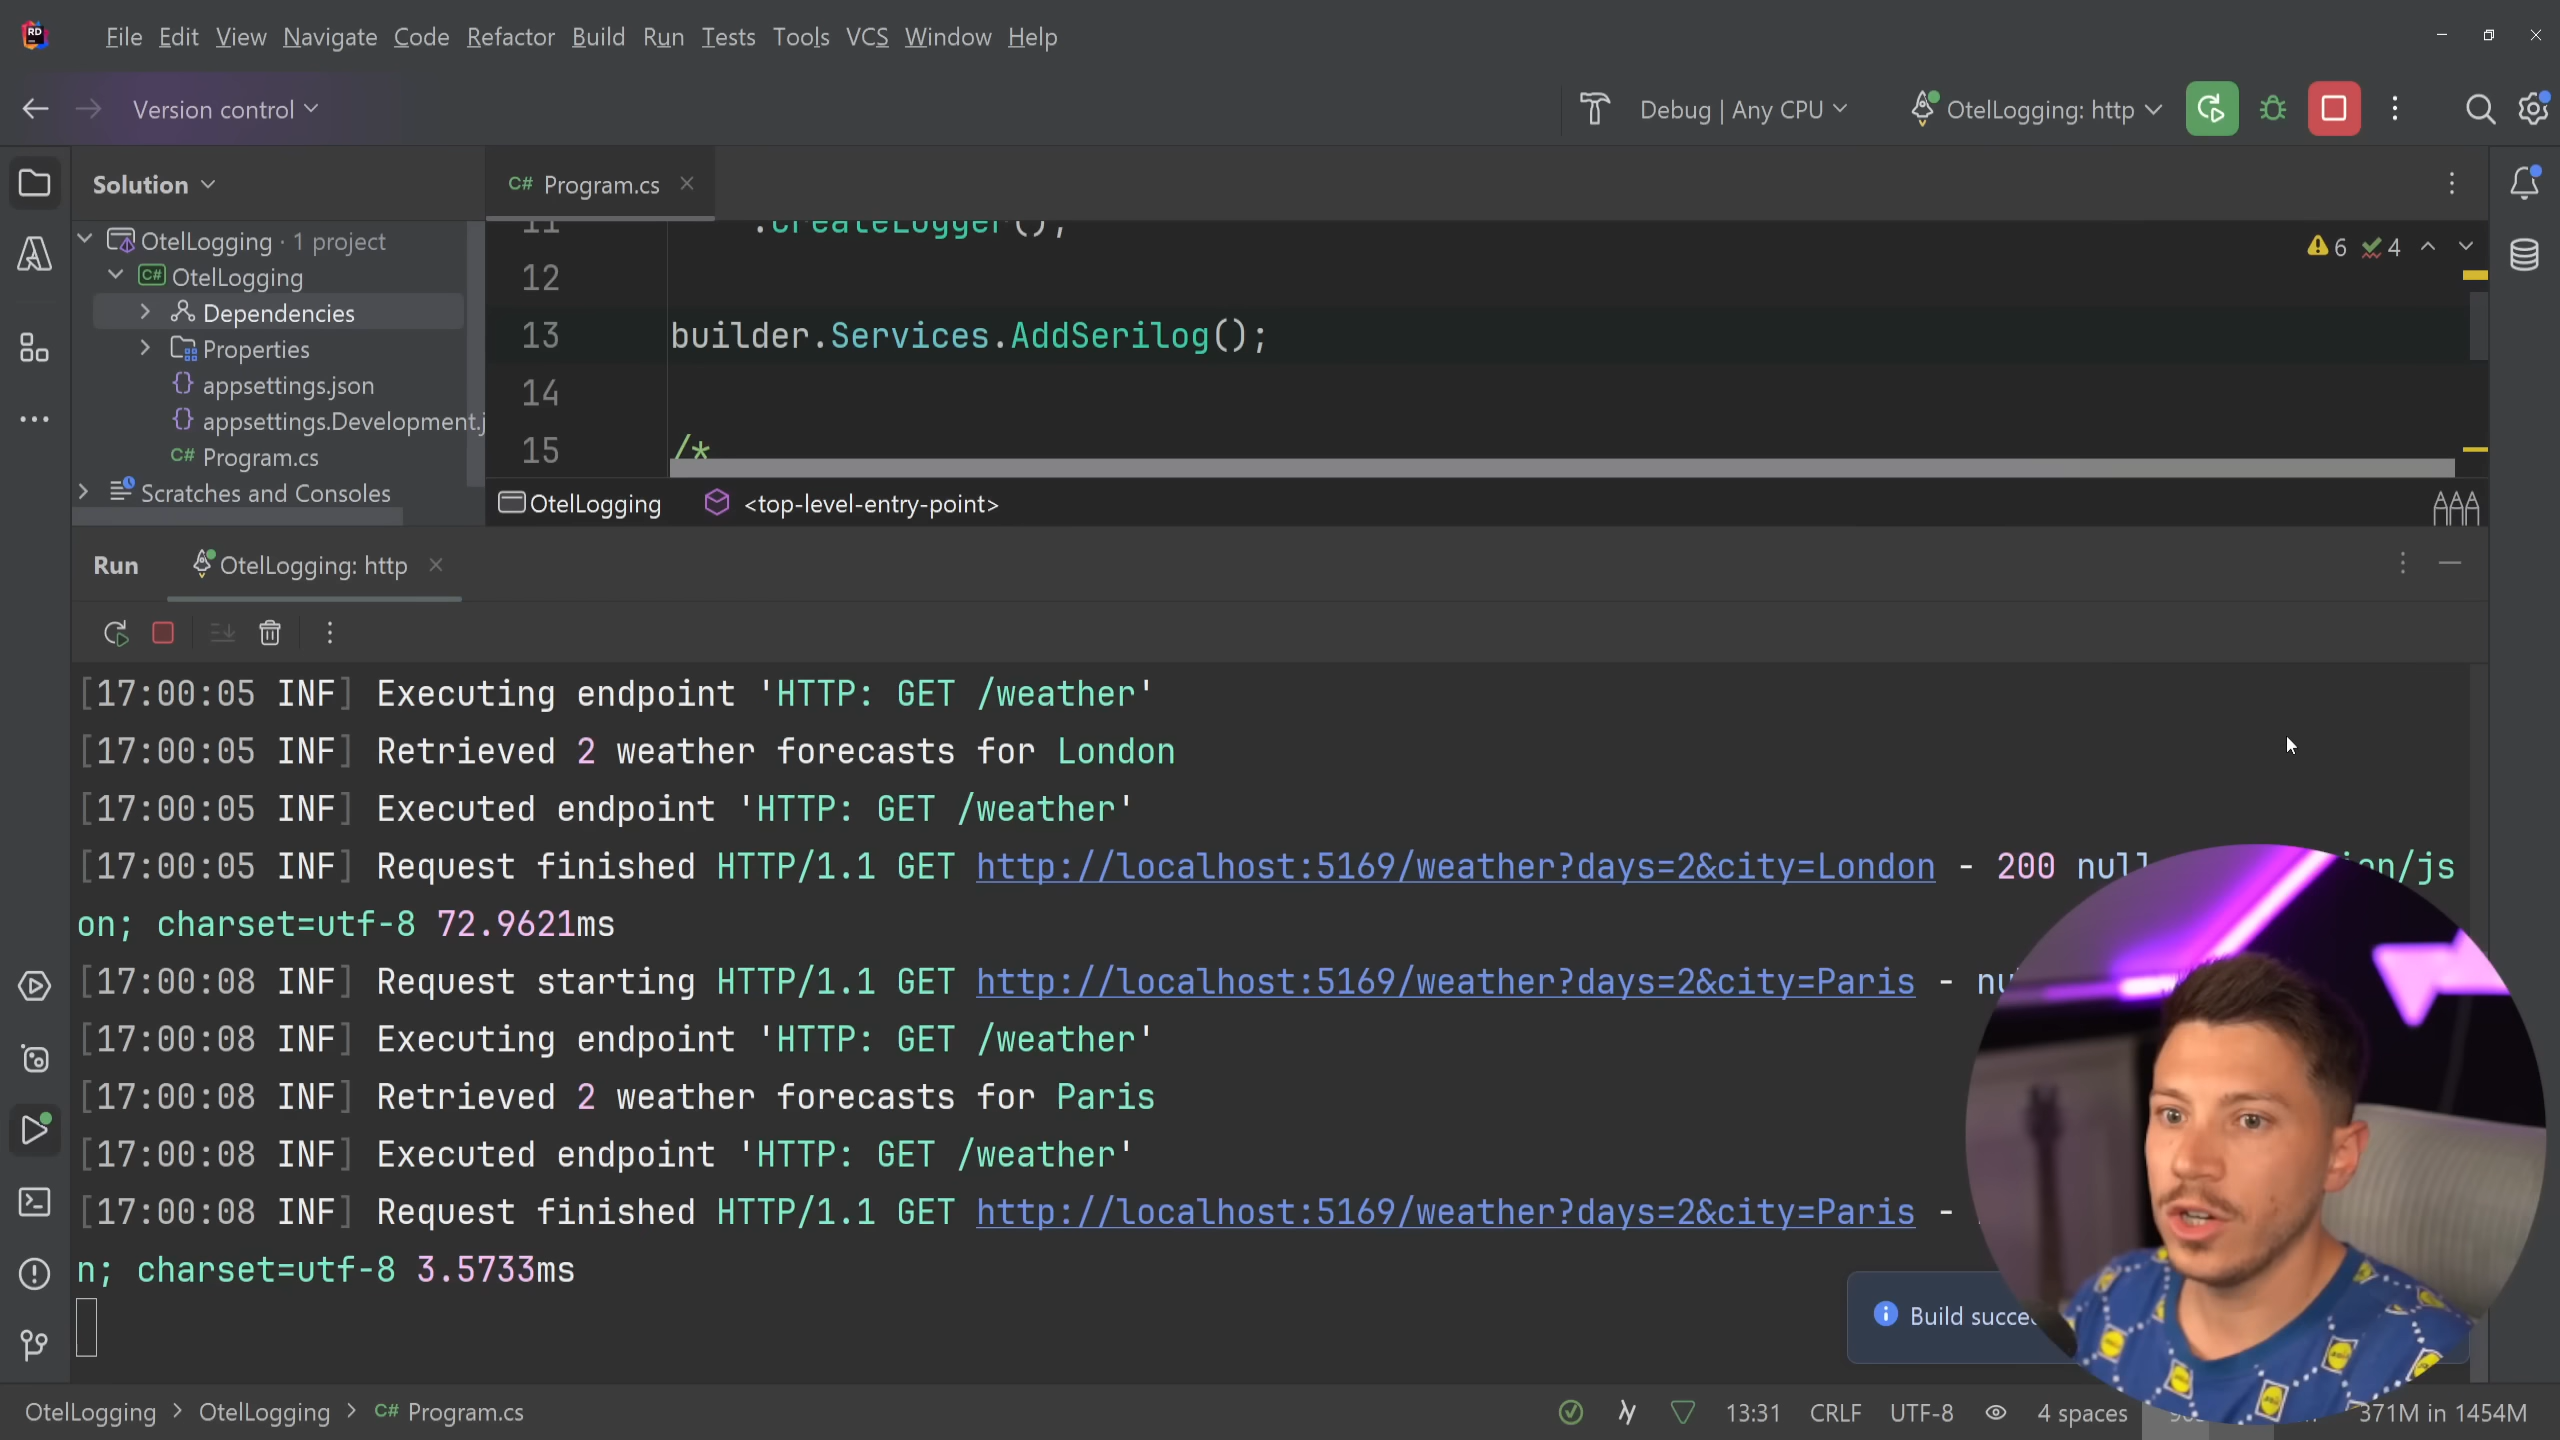 RD File Edit View Navigate Code Refactor Build Run Tests Tools VCS Window Help
Version control Debug | Any CPU OtelLogging: http
Solution
C# Program.cs
OtelLogging · 1 project
C# OtelLogging
Dependencies
Properties
{} appsettings.json
{} appsettings.Development.j
C# Program.cs
Scratches and Consoles
11 .CreateLogger();
12
13 builder.Services.AddSerilog();
14
15 /*
6 4
OtelLogging <top-level-entry-point>
Run OtelLogging: http
[17:00:05 INF] Executing endpoint 'HTTP: GET /weather'
[17:00:05 INF] Retrieved 2 weather forecasts for London
[17:00:05 INF] Executed endpoint 'HTTP: GET /weather'
[17:00:05 INF] Request finished HTTP/1.1 GET http://localhost:5169/weather?days=2&city=London - 200 null on/js
on; charset=utf-8 72.9621ms
[17:00:08 INF] Request starting HTTP/1.1 GET http://localhost:5169/weather?days=2&city=Paris - nu
[17:00:08 INF] Executing endpoint 'HTTP: GET /weather'
[17:00:08 INF] Retrieved 2 weather forecasts for Paris
[17:00:08 INF] Executed endpoint 'HTTP: GET /weather'
[17:00:08 INF] Request finished HTTP/1.1 GET http://localhost:5169/weather?days=2&city=Paris -
n; charset=utf-8 3.5733ms
Build succe
OtelLogging > OtelLogging > C# Program.cs 13:31 CRLF UTF-8 4 spaces 371M in 1454M